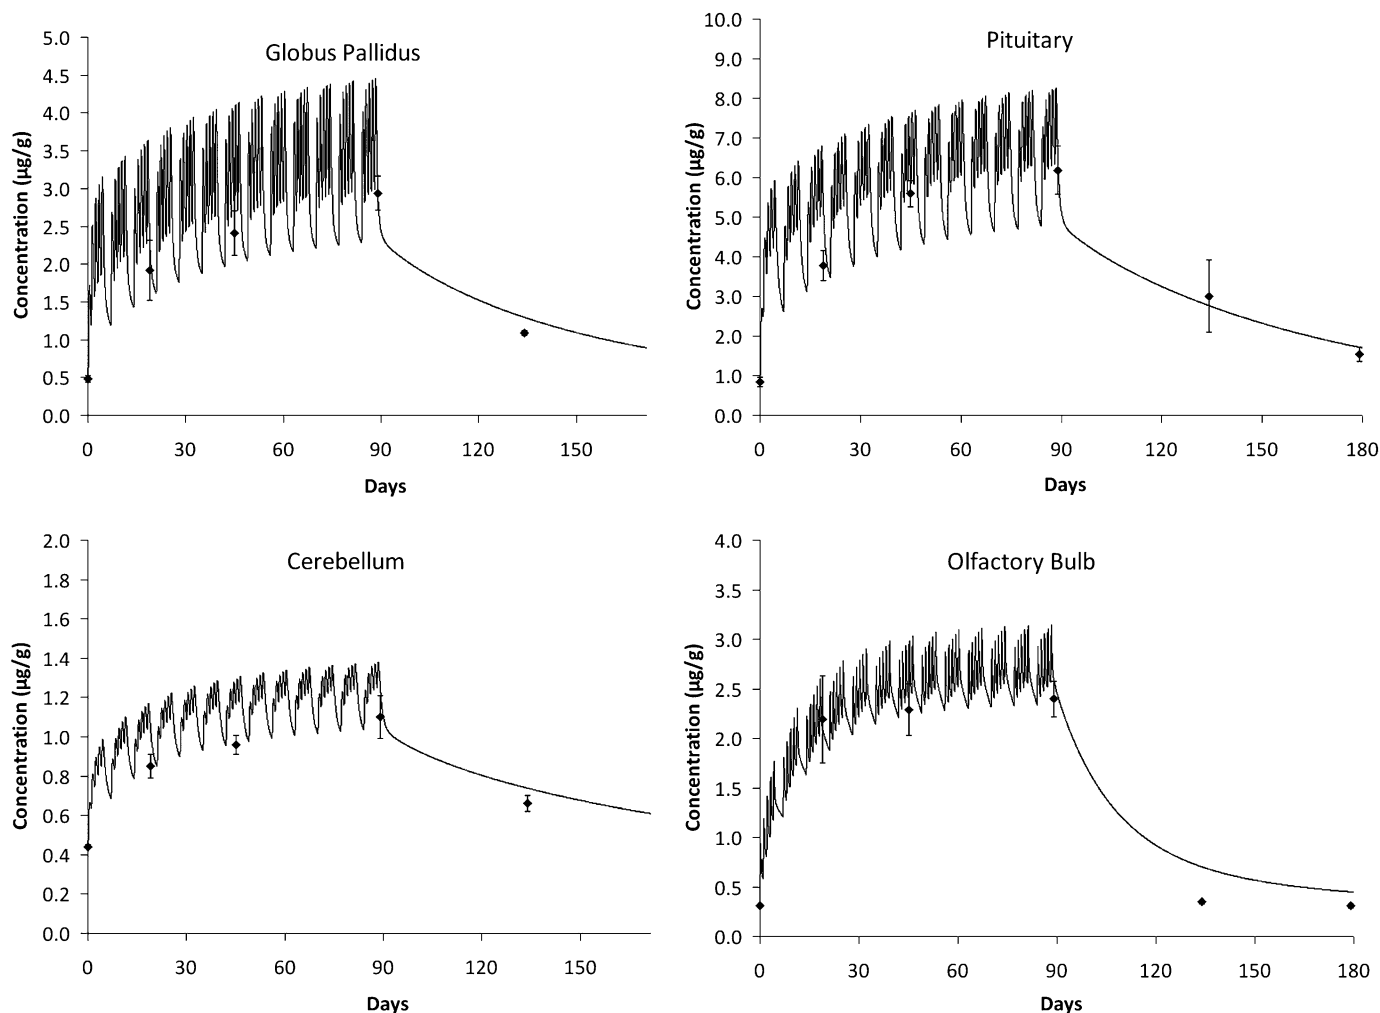 Globus Pallidus
Concentration (µg/g)
5.0
4.5
4.0
3.5
3.0
2.5
2.0
1.5
1.0
0.5
0.0
0 30 60 90 120 150
Days
Pituitary
Concentration (µg/g)
10.0
9.0
8.0
7.0
6.0
5.0
4.0
3.0
2.0
1.0
0.0
0 30 60 90 120 150 180
Days
Cerebellum
Concentration (µg/g)
2.0
1.8
1.6
1.4
1.2
1.0
0.8
0.6
0.4
0.2
0.0
0 30 60 90 120 150
Days
Olfactory Bulb
Concentration (µg/g)
4.0
3.5
3.0
2.5
2.0
1.5
1.0
0.5
0.0
0 30 60 90 120 150 180
Days